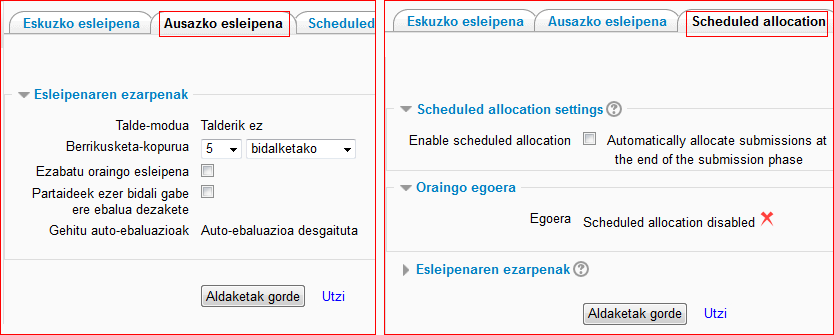 Eskuzko esleipena
Ausazko esleipena
Scheduled
Esleipenaren ezarpenak
Talde-modua Talderik ez
Berrikusketa-kopurua 5 bidalketako
Ezabatu oraingo esleipena
Partaideek ezer bidali gabe
ere ebalua dezakete
Gehitu auto-ebaluazioak Auto-ebaluazioa desgaituta
Aldaketak gorde Utzi
Eskuzko esleipena
Ausazko esleipena
Scheduled allocation
Scheduled allocation settings
Enable scheduled allocation Automatically allocate submissions at
the end of the submission phase
Oraingo egoera
Egoera Scheduled allocation disabled
Esleipenaren ezarpenak
Aldaketak gorde Utzi